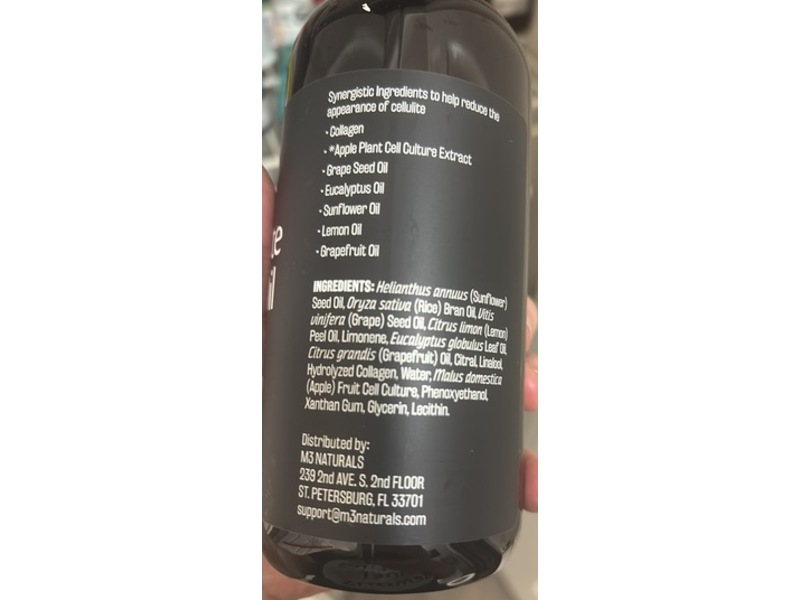 Synergistic Ingredients to help reduce the
appearance of cellulite
• Collagen
• *Apple Plant Cell Culture Extract
• Grape Seed Oil
• Eucalyptus Oil
• Sunflower Oil
• Lemon Oil
• Grapefruit Oil
INGREDIENTS: Helianthus annuus (Sunflower)
Seed Oil, Oryza sativa (Rice) Bran Oil, Vitis
vinifera (Grape) Seed Oil, Citrus limon (Lemon)
Peel Oil, Limonene, Eucalyptus globulus Leaf Oil,
Citrus grandis (Grapefruit) Oil, Citral, Linalool,
Hydrolyzed Collagen, Water, Malus domestica
(Apple) Fruit Cell Culture, Phenoxyethanol,
Xanthan Gum, Glycerin, Lecithin.
Distributed by:
M3 NATURALS
239 2nd AVE. S, 2nd FLOOR
ST. PETERSBURG, FL 33701
support@m3naturals.com